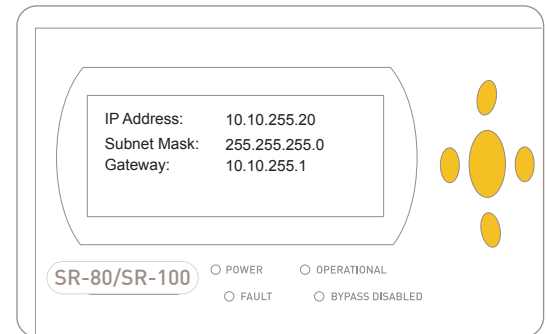 IP Address: 10.10.255.20
Subnet Mask: 255.255.255.0
Gateway: 10.10.255.1
SR-80/SR-100
POWER OPERATIONAL
FAULT BYPASS DISABLED